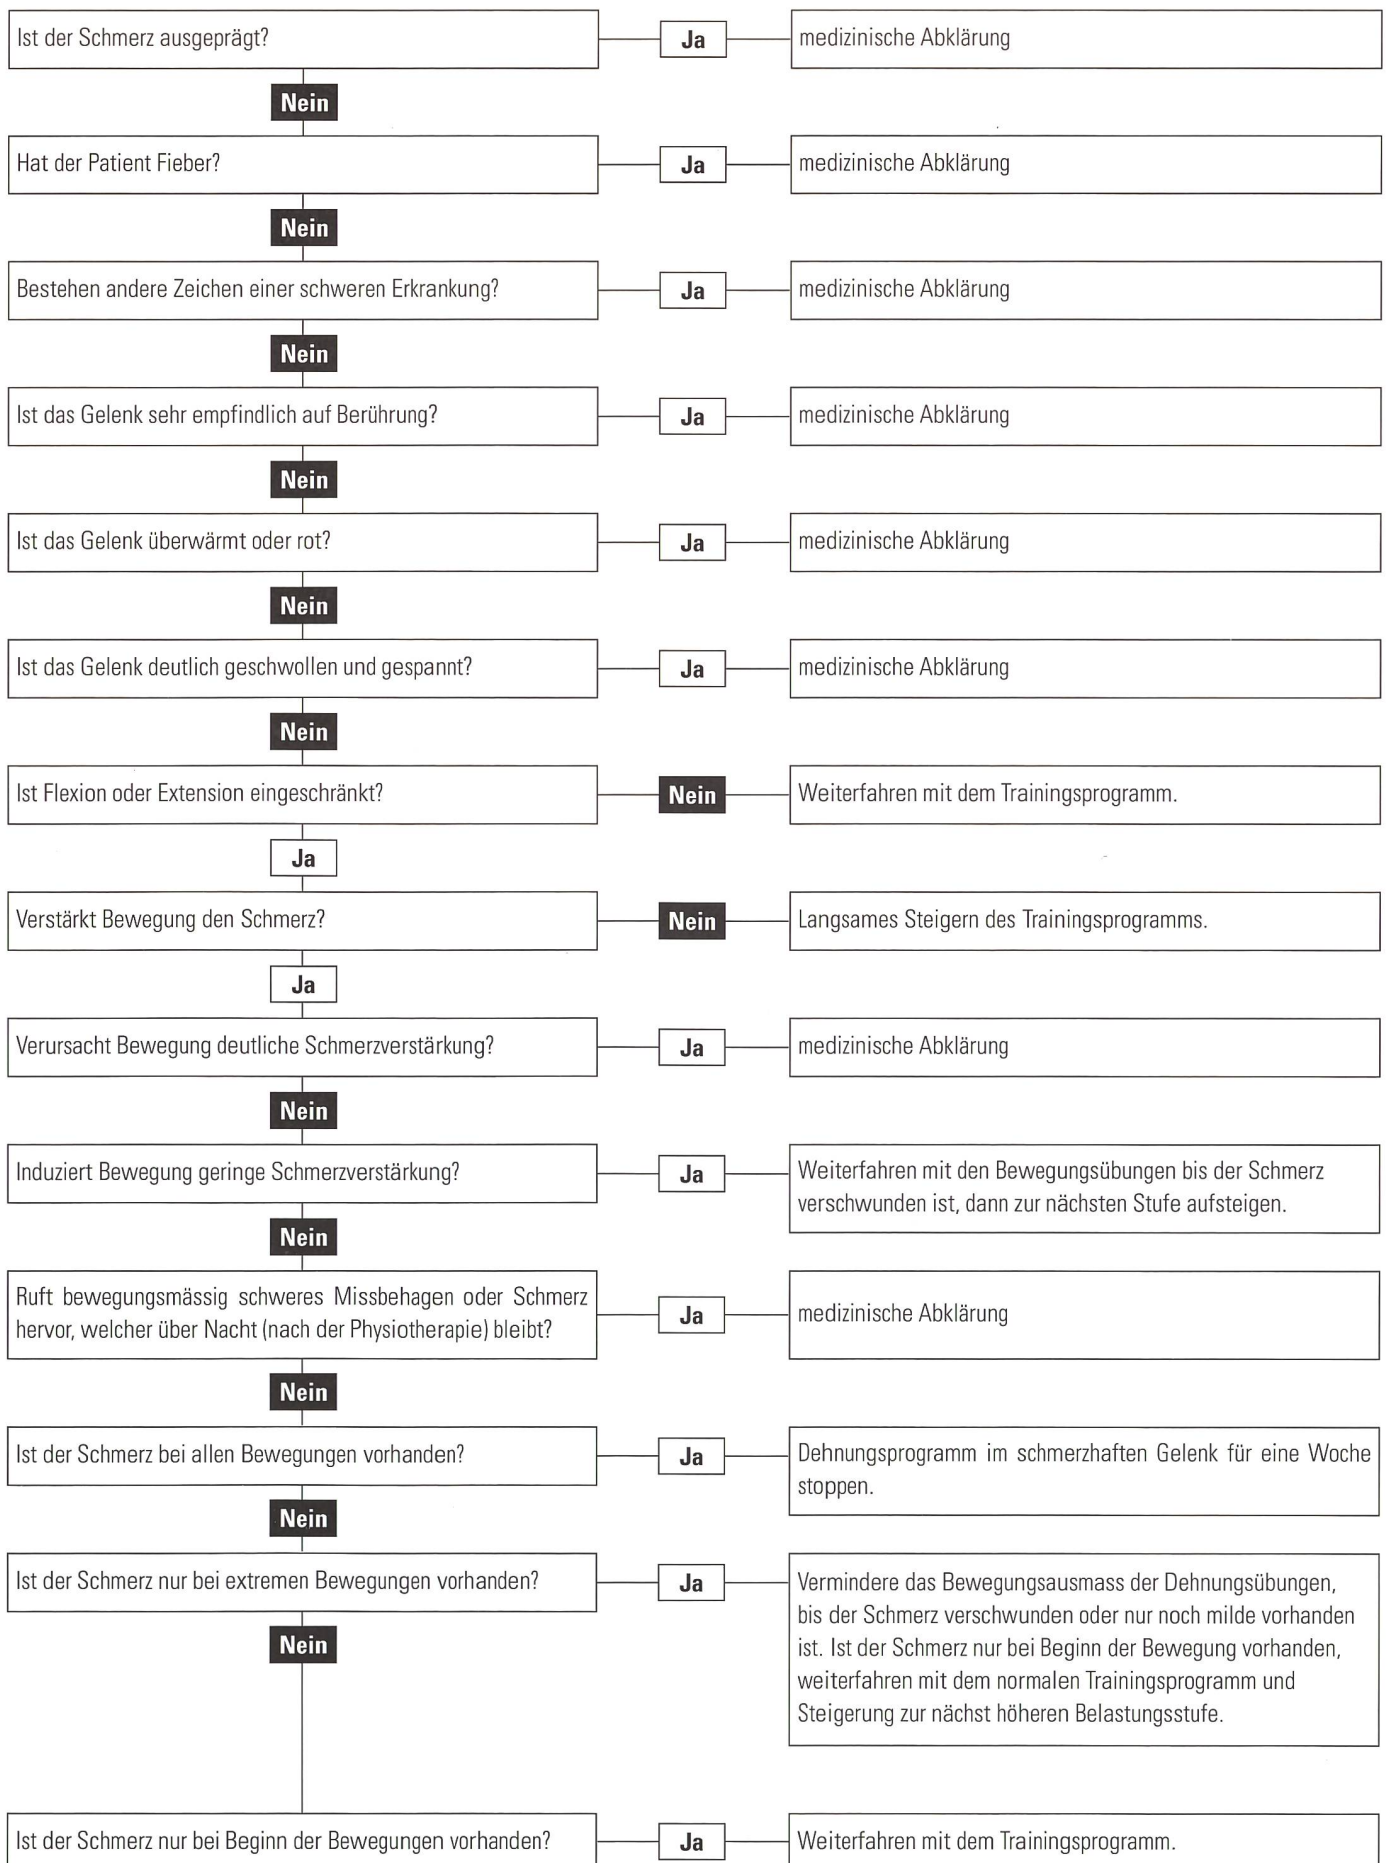 Ist der Schmerz ausgeprägt?
Ja
medizinische Abklärung
Nein
Hat der Patient Fieber?
Ja
medizinische Abklärung
Nein
Bestehen andere Zeichen einer schweren Erkrankung?
Ja
medizinische Abklärung
Nein
Ist das Gelenk sehr empfindlich auf Berührung?
Ja
medizinische Abklärung
Nein
Ist das Gelenk überwärmt oder rot?
Ja
medizinische Abklärung
Nein
Ist das Gelenk deutlich geschwollen und gespannt?
Ja
medizinische Abklärung
Nein
Ist Flexion oder Extension eingeschränkt?
Nein
Weiterfahren mit dem Trainingsprogramm.
Ja
Verstärkt Bewegung den Schmerz?
Nein
Langsames Steigern des Trainingsprogramms.
Ja
Verursacht Bewegung deutliche Schmerzverstärkung?
Ja
medizinische Abklärung
Nein
Induziert Bewegung geringe Schmerzverstärkung?
Ja
Weiterfahren mit den Bewegungsübungen bis der Schmerz
verschwunden ist, dann zur nächsten Stufe aufsteigen.
Nein
Ruft bewegungsmässig schweres Missbehagen oder Schmerz
hervor, welcher über Nacht (nach der Physiotherapie) bleibt?
Ja
medizinische Abklärung
Nein
Ist der Schmerz bei allen Bewegungen vorhanden?
Ja
Dehnungsprogramm im schmerzhaften Gelenk für eine Woche
stoppen.
Nein
Ist der Schmerz nur bei extremen Bewegungen vorhanden?
Ja
Vermindere das Bewegungsausmass der Dehnungsübungen,
bis der Schmerz verschwunden oder nur noch milde vorhanden
ist. Ist der Schmerz nur bei Beginn der Bewegung vorhanden,
weiterfahren mit dem normalen Trainingsprogramm und
Steigerung zur nächst höheren Belastungsstufe.
Nein
Ist der Schmerz nur bei Beginn der Bewegungen vorhanden?
Ja
Weiterfahren mit dem Trainingsprogramm.